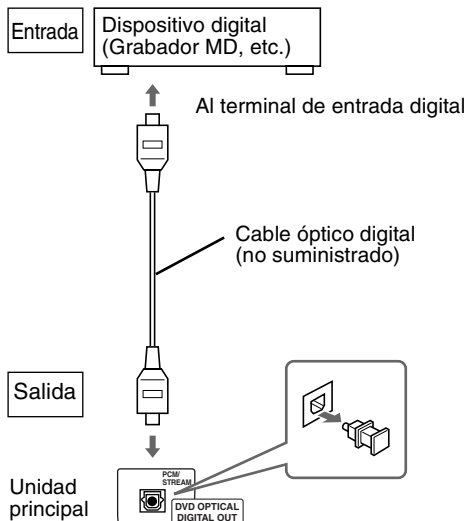 Entrada
Dispositivo digital
(Grabador MD, etc.)
Al terminal de entrada digital
Cable óptico digital
(no suministrado)
Salida
Unidad
principal
PCM/
STREAM
DVD OPTICAL
DIGITAL OUT